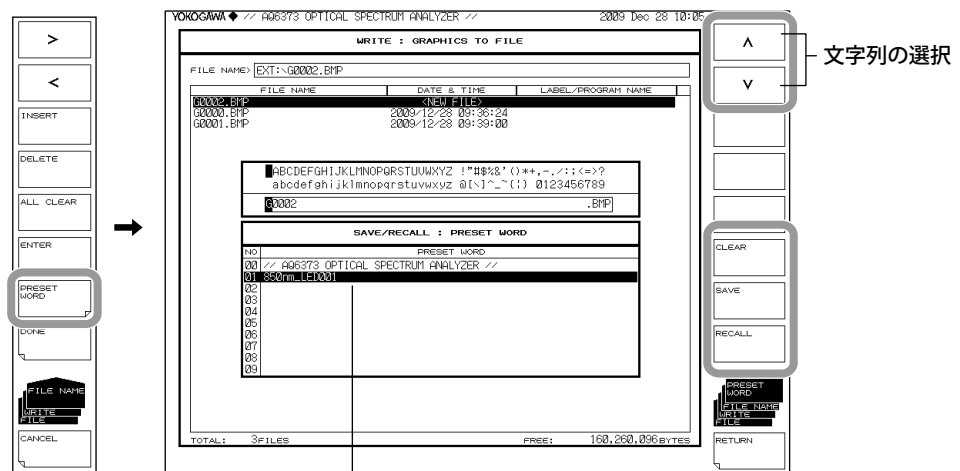 >
<
INSERT
DELETE
ALL CLEAR
ENTER
PRESET
WORD
DONE
FILE NAME
WRITE
FILE
CANCEL
YOKOGAWA ◆ // AQ6373 OPTICAL SPECTRUM ANALYZER // 2009 Dec 28 10:05
WRITE : GRAPHICS TO FILE
FILE NAME> EXT:\G0002.BMP
FILE NAME DATE & TIME LABEL/PROGRAM NAME
G0002.BMP <NEW FILE>
G0000.BMP 2009/12/28 09:36:24
G0001.BMP 2009/12/28 09:39:00
ABCDEFGHIJKLMNOPQRSTUVWXYZ !"#$%&'()*+,-./:;<=>?
abcdefghijklmnopqrstuvwxyz @[\]^_~{¦} 0123456789
G0002 .BMP
SAVE/RECALL : PRESET WORD
NO PRESET WORD
00 // AQ6373 OPTICAL SPECTRUM ANALYZER //
01 850nm_LED001
02
03
04
05
06
07
08
09
TOTAL: 3FILES FREE: 160,260,096 BYTES
∧
∨
文字列の選択
CLEAR
SAVE
RECALL
PRESET
WORD
FILE NAME
WRITE
FILE
RETURN